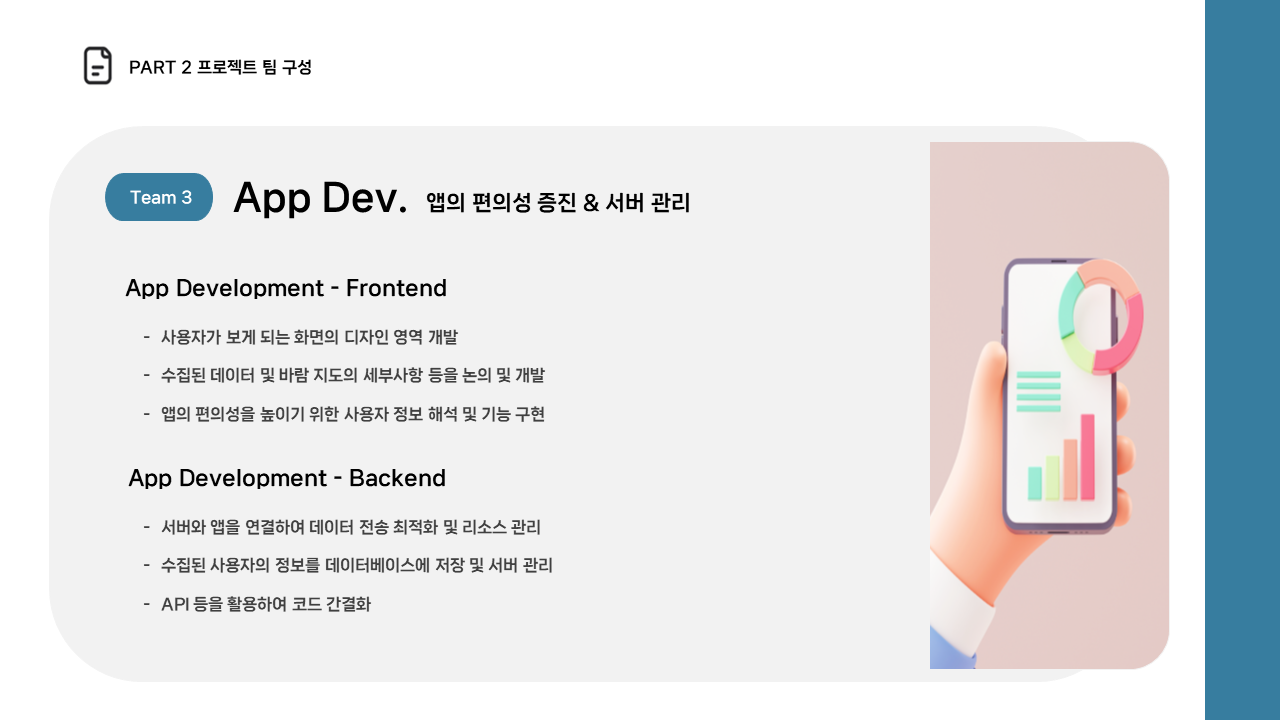 PART 2 프로젝트 팀 구성
Team 3
App Dev. 앱의 편의성 증진 & 서버 관리
App Development - Frontend
- 사용자가 보게 되는 화면의 디자인 영역 개발
- 수집된 데이터 및 바람 지도의 세부사항 등을 논의 및 개발
- 앱의 편의성을 높이기 위한 사용자 정보 해석 및 기능 구현
App Development - Backend
- 서버와 앱을 연결하여 데이터 전송 최적화 및 리소스 관리
- 수집된 사용자의 정보를 데이터베이스에 저장 및 서버 관리
- API 등을 활용하여 코드 간결화